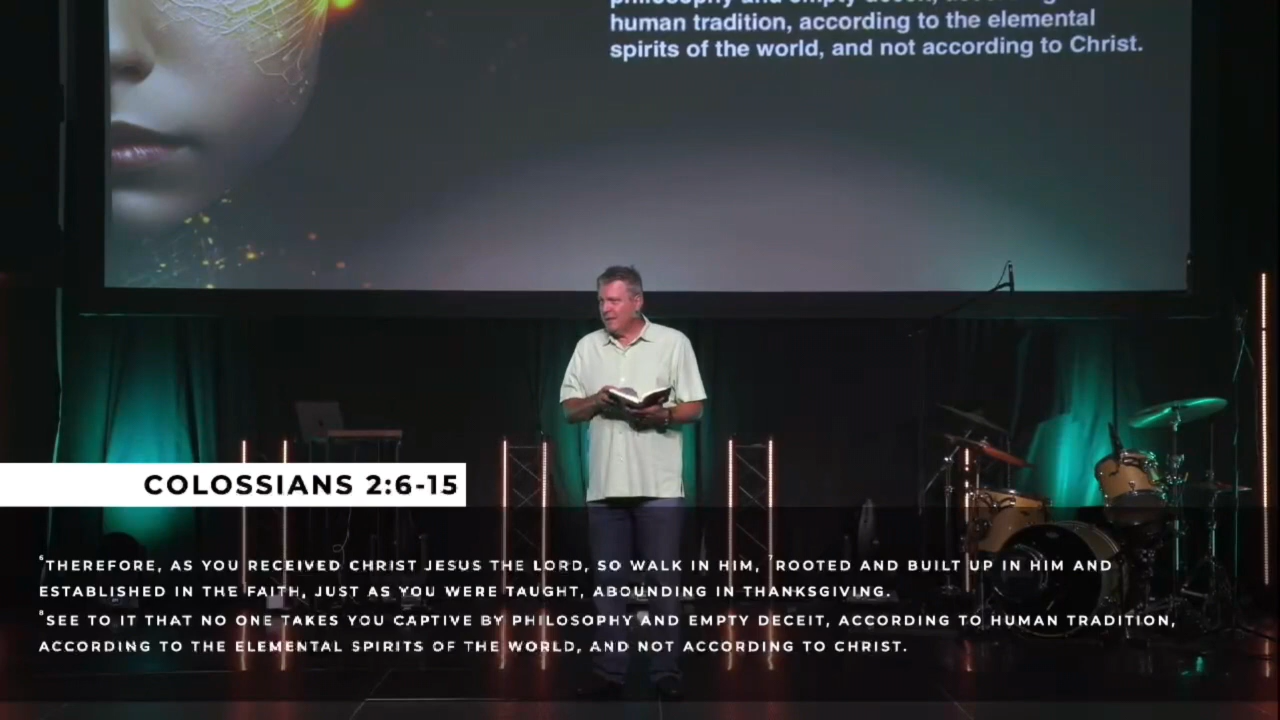 human tradition, according to the elemental
spirits of the world, and not according to Christ.
COLOSSIANS 2:6-15
⁶THEREFORE, AS YOU RECEIVED CHRIST JESUS THE LORD, SO WALK IN HIM, ⁷ROOTED AND BUILT UP IN HIM AND
ESTABLISHED IN THE FAITH, JUST AS YOU WERE TAUGHT, ABOUNDING IN THANKSGIVING.
⁸SEE TO IT THAT NO ONE TAKES YOU CAPTIVE BY PHILOSOPHY AND EMPTY DECEIT, ACCORDING TO HUMAN TRADITION,
ACCORDING TO THE ELEMENTAL SPIRITS OF THE WORLD, AND NOT ACCORDING TO CHRIST.